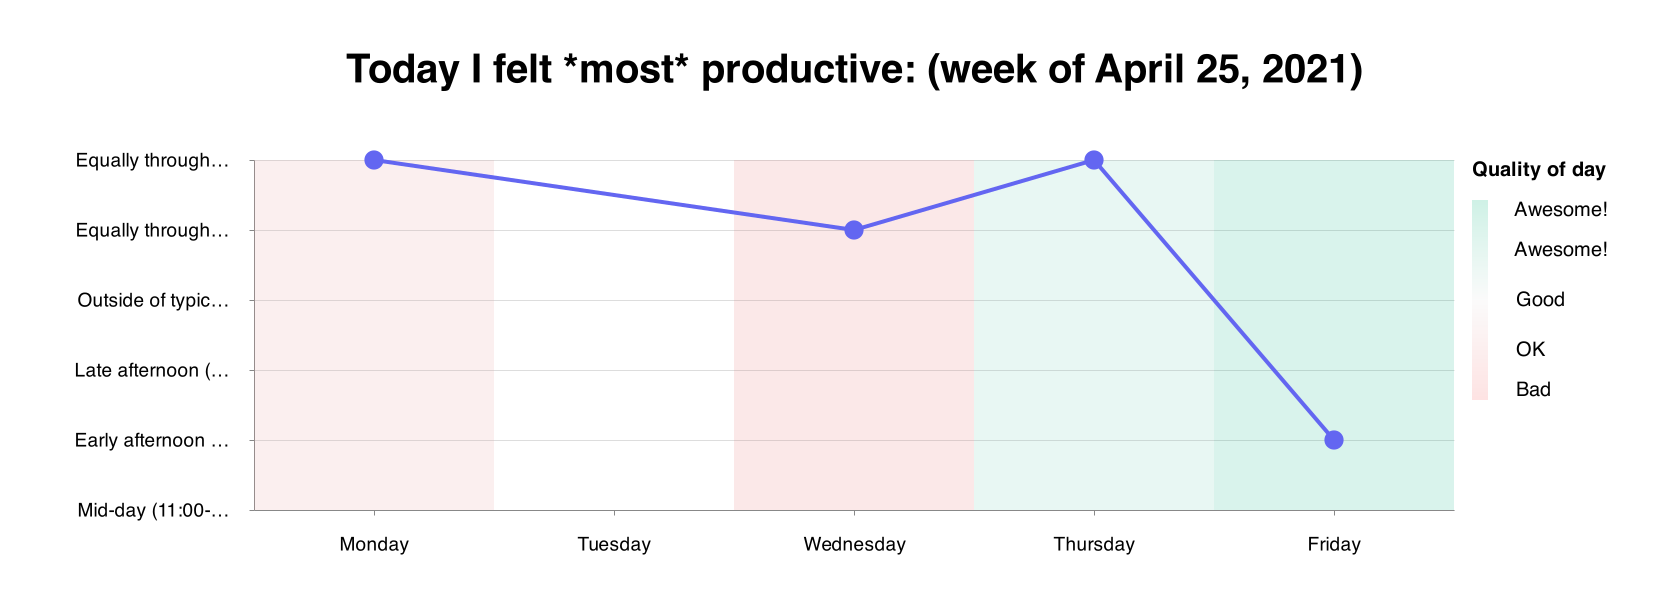 Today I felt *most* productive: (week of April 25, 2021)
Equally through…
Equally through…
Outside of typic…
Late afternoon (…
Early afternoon …
Mid-day (11:00-…
Monday
Tuesday
Wednesday
Thursday
Friday
Quality of day
Awesome!
Awesome!
Good
OK
Bad